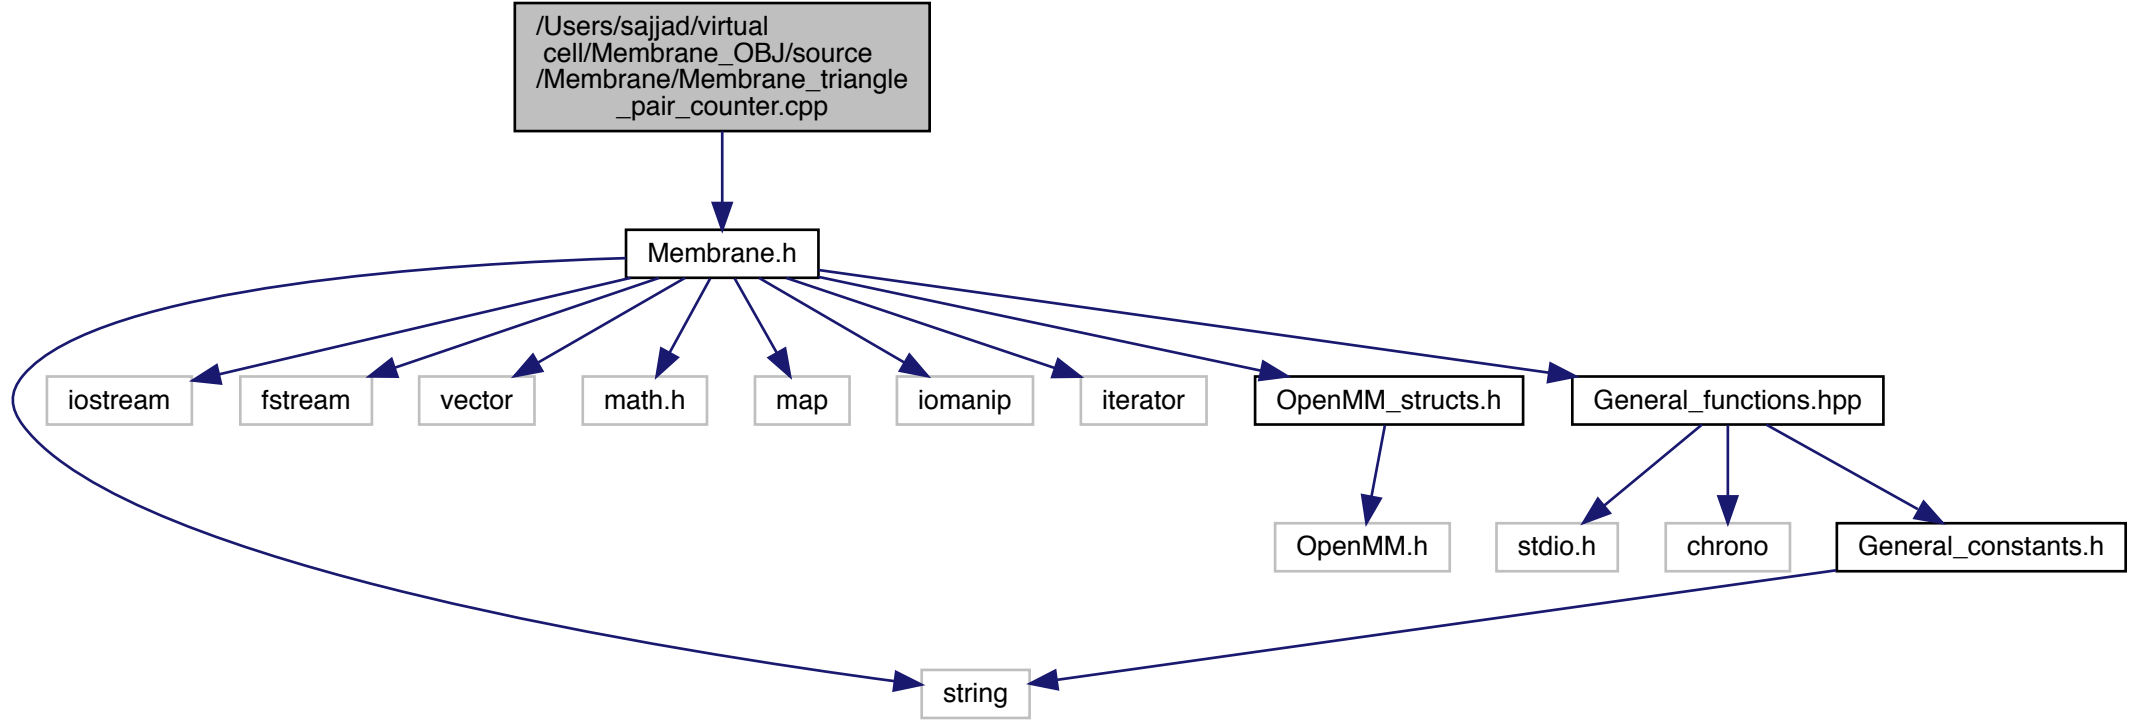 /Users/sajjad/virtual
cell/Membrane_OBJ/source
/Membrane/Membrane_triangle
_pair_counter.cpp
Membrane.h
iostream
fstream
vector
math.h
map
iomanip
iterator
OpenMM_structs.h
General_functions.hpp
OpenMM.h
stdio.h
chrono
General_constants.h
string